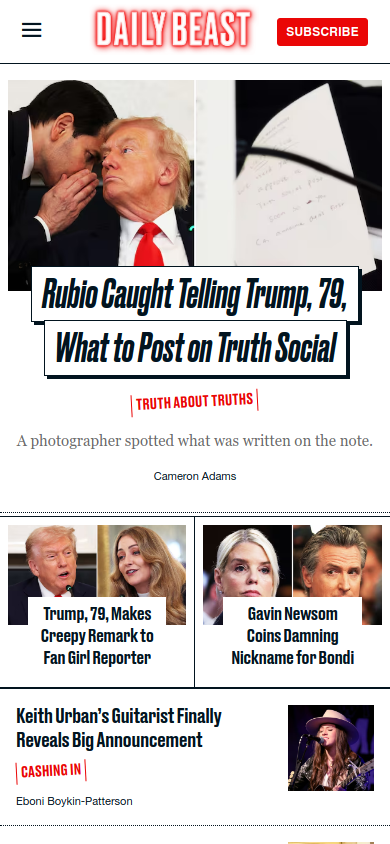 DAILY BEAST
SUBSCRIBE
Rubio Caught Telling Trump, 79,
What to Post on Truth Social
TRUTH ABOUT TRUTHS
A photographer spotted what was written on the note.
Cameron Adams
Trump, 79, Makes
Creepy Remark to
Fan Girl Reporter
Gavin Newsom
Coins Damning
Nickname for Bondi
Keith Urban’s Guitarist Finally
Reveals Big Announcement
CASHING IN
Eboni Boykin-Patterson